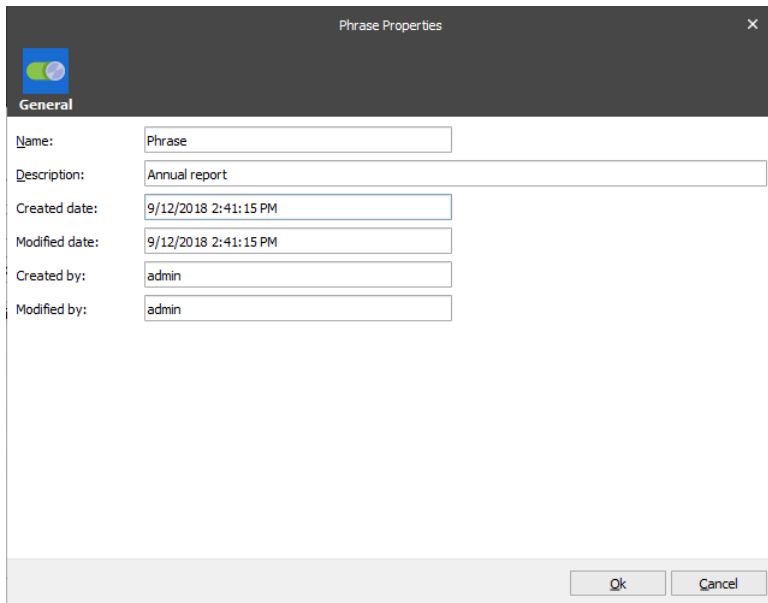 Phrase Properties
General
Name: Phrase
Description: Annual report
Created date: 9/12/2018 2:41:15 PM
Modified date: 9/12/2018 2:41:15 PM
Created by: admin
Modified by: admin
Ok Cancel